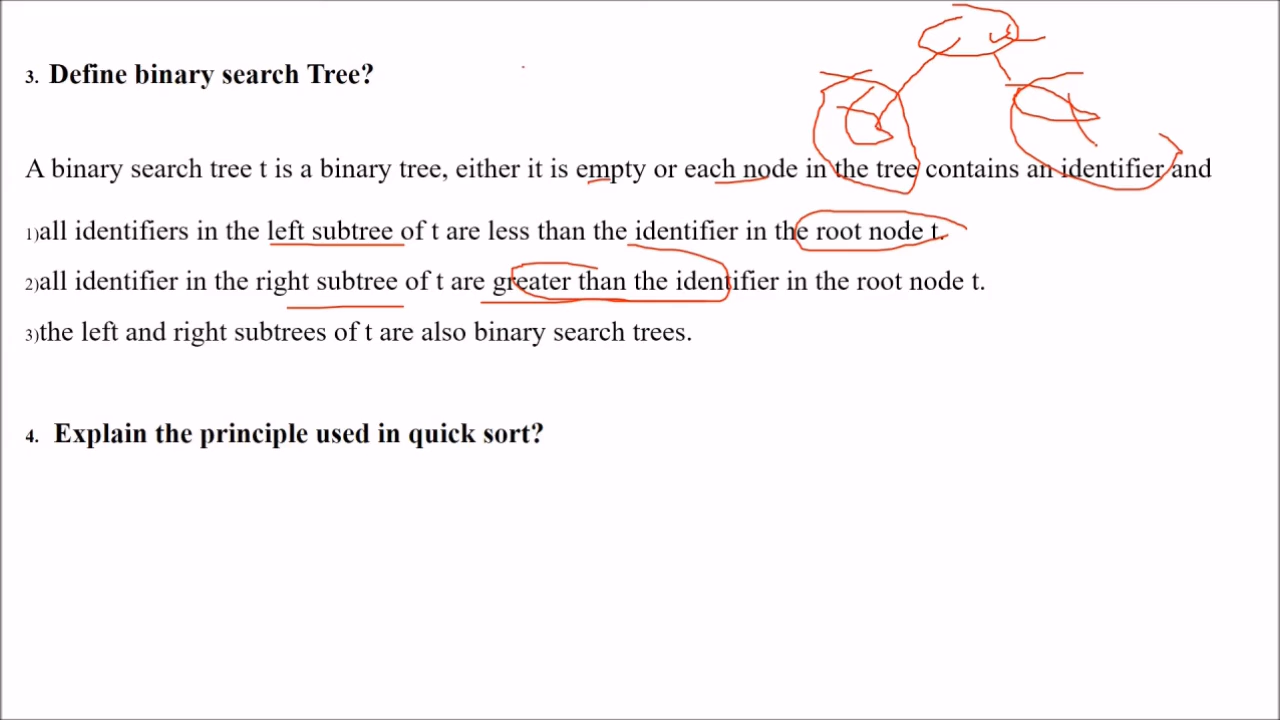 3. Define binary search Tree?
A binary search tree t is a binary tree, either it is empty or each node in the tree contains an identifier and
1)all identifiers in the left subtree of t are less than the identifier in the root node t.
2)all identifier in the right subtree of t are greater than the identifier in the root node t.
3)the left and right subtrees of t are also binary search trees.
4. Explain the principle used in quick sort?